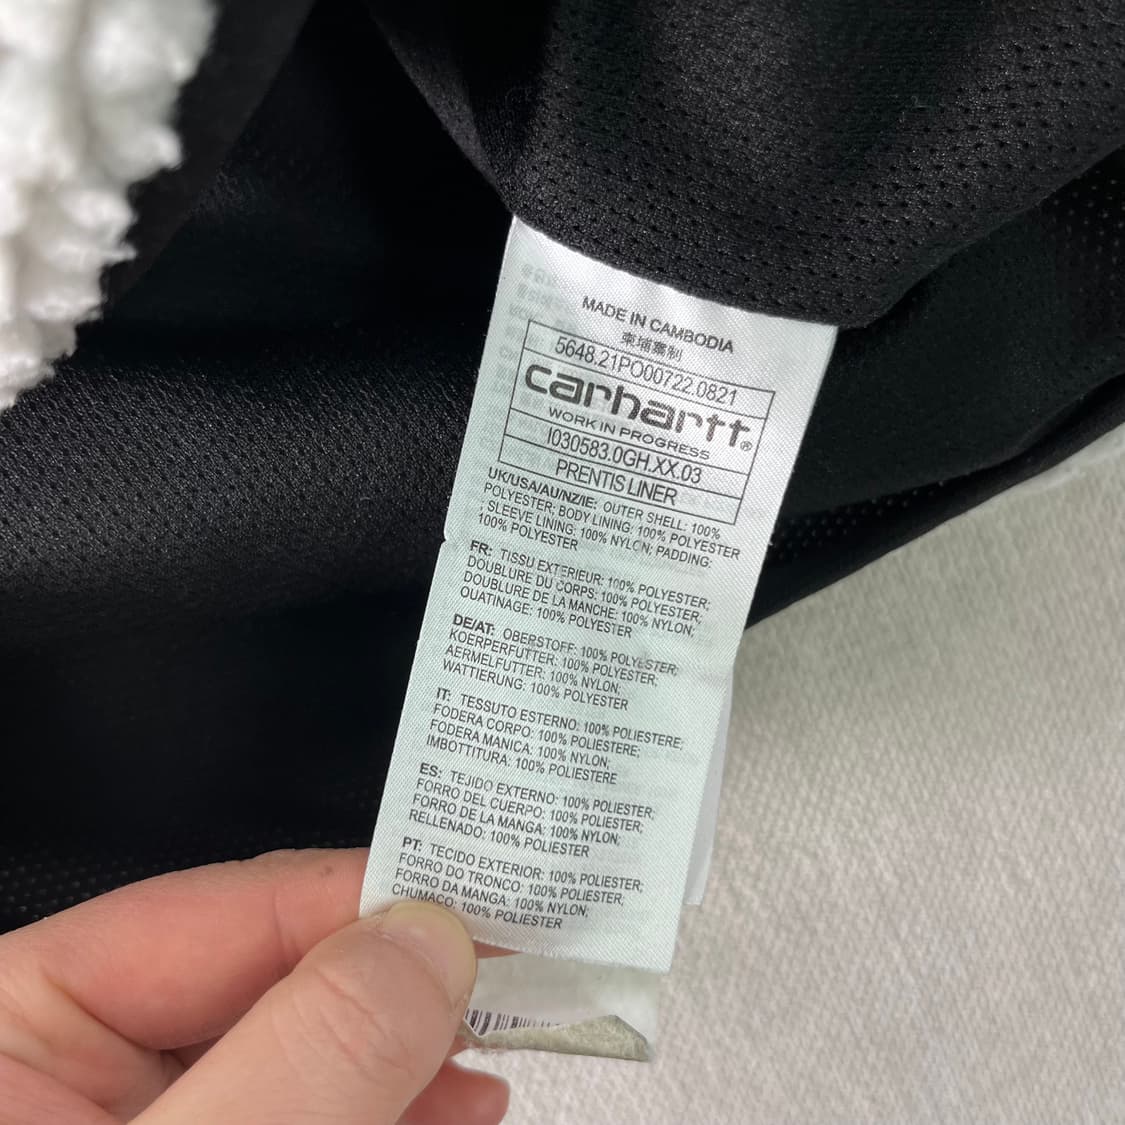 MADE IN CAMBODIA
柬埔寨制
5648.21PO00722.0821
carhartt®
WORK IN PROGRESS
I030583.0GH.XX.03
PRENTIS LINER
UK/USA/AU/NZ/IE: OUTER SHELL: 100%
POLYESTER; BODY LINING: 100% POLYESTER
; SLEEVE LINING: 100% NYLON; PADDING:
100% POLYESTER
FR: TISSU EXTERIEUR: 100% POLYESTER;
DOUBLURE DU CORPS: 100% POLYESTER;
DOUBLURE DE LA MANCHE: 100% NYLON;
OUATINAGE: 100% POLYESTER
DE/AT: OBERSTOFF: 100% POLYESTER;
KOERPERFUTTER: 100% POLYESTER;
AERMELFUTTER: 100% NYLON;
WATTIERUNG: 100% POLYESTER
IT: TESSUTO ESTERNO: 100% POLIESTERE;
FODERA CORPO: 100% POLIESTERE;
FODERA MANICA: 100% NYLON;
IMBOTTITURA: 100% POLIESTERE
ES: TEJIDO EXTERNO: 100% POLIESTER;
FORRO DEL CUERPO: 100% POLIESTER;
FORRO DE LA MANGA: 100% NYLON;
RELLENADO: 100% POLIESTER
PT: TECIDO EXTERIOR: 100% POLIESTER;
FORRO DO TRONCO: 100% POLIESTER;
FORRO DA MANGA: 100% NYLON;
CHUMACO: 100% POLIESTER